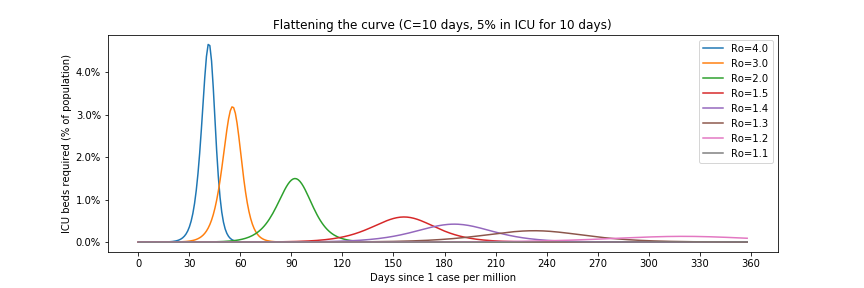 Flattening the curve (C=10 days, 5% in ICU for 10 days)
ICU beds required (% of population)
4.0%
3.0%
2.0%
1.0%
0.0%
0 30 60 90 120 150 180 210 240 270 300 330 360
Days since 1 case per million
Ro=4.0
Ro=3.0
Ro=2.0
Ro=1.5
Ro=1.4
Ro=1.3
Ro=1.2
Ro=1.1